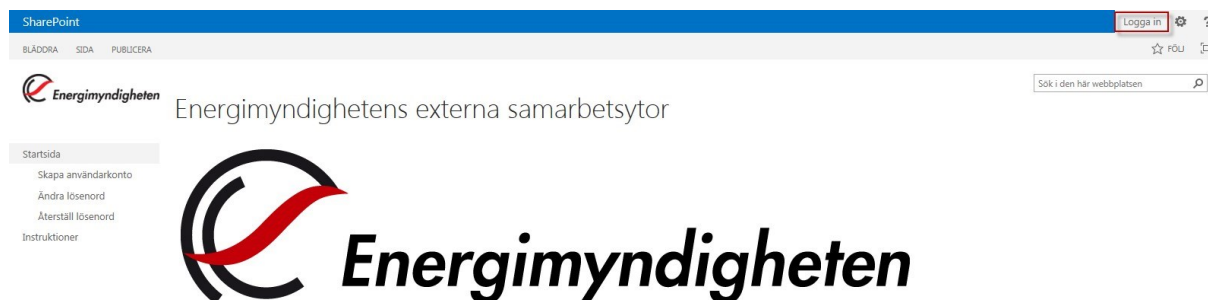 SharePoint
Logga in
?
BLÄDDRA SIDA PUBLICERA
FÖLJ
Energimyndigheten
Energimyndighetens externa samarbetsytor
Sök i den här webbplatsen
Startsida
Skapa användarkonto
Ändra lösenord
Återställ lösenord
Instruktioner
Energimyndigheten